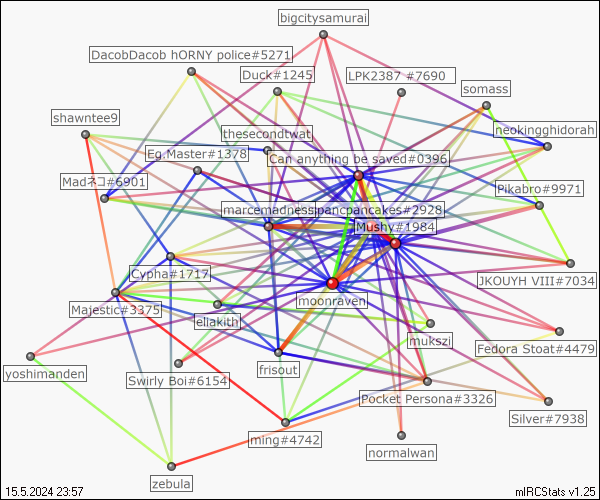 bigcitysamurai
DacobDacob hORNY police#5271
Duck#1245
LPK2387 #7690
somass
shawntee9
thesecondtwat
neokingghidorah
Eg.Master#1378
Can anything be saved#0396
Madネコ#6901
Pikabro#9971
marcemadness
pancpancakes#2928
Mushy#1984
Cypha#1717
JKOUYH VIII#7034
moonraven
Majestic#3375
eliakith
mukszi
Fedora Stoat#4479
yoshimanden
Swirly Boi#6154
frisout
Pocket Persona#3326
Silver#7938
ming#4742
normalwan
zebula
15.5.2024 23:57
mIRCStats v1.25